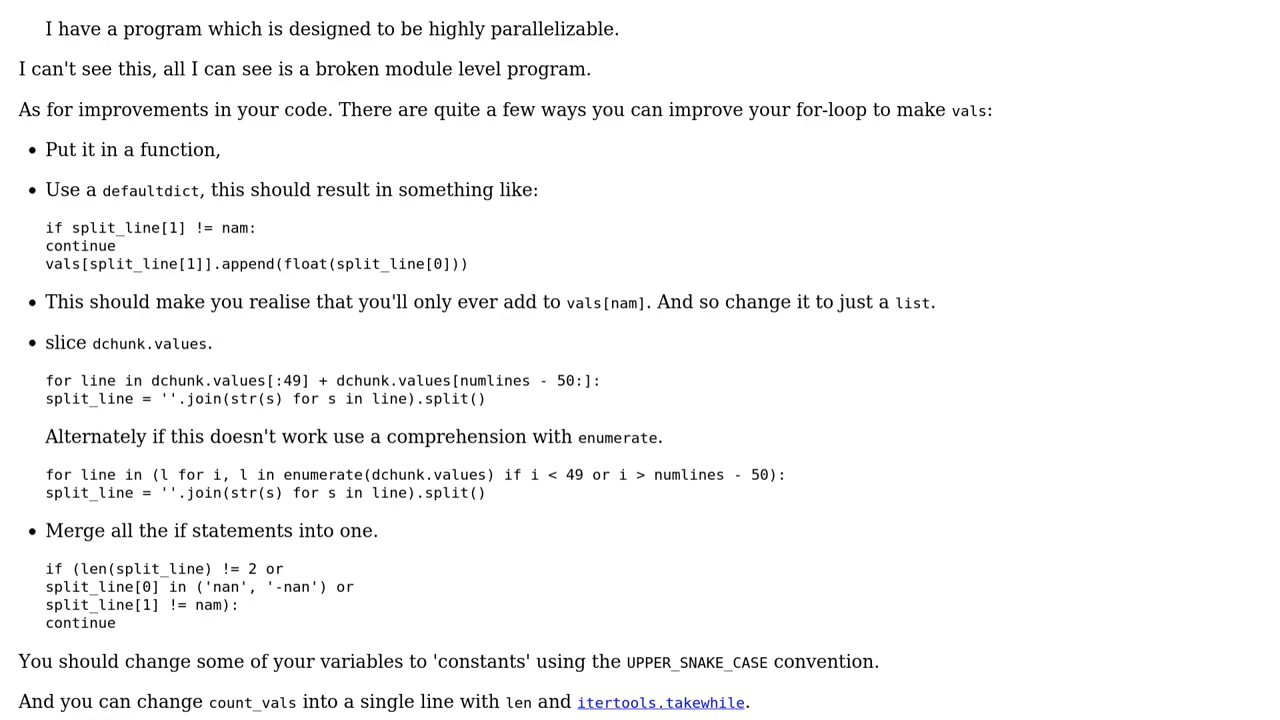 I have a program which is designed to be highly parallelizable.
I can't see this, all I can see is a broken module level program.
As for improvements in your code. There are quite a few ways you can improve your for-loop to make vals:
• Put it in a function,
• Use a defaultdict, this should result in something like:
if split_line[1] != nam:
continue
vals[split_line[1]].append(float(split_line[0]))
• This should make you realise that you'll only ever add to vals[nam]. And so change it to just a list.
• slice dchunk.values.
for line in dchunk.values[:49] + dchunk.values[numlines - 50:]:
split_line = ''.join(str(s) for s in line).split()
Alternately if this doesn't work use a comprehension with enumerate.
for line in (l for i, l in enumerate(dchunk.values) if i < 49 or i > numlines - 50):
split_line = ''.join(str(s) for s in line).split()
• Merge all the if statements into one.
if (len(split_line) != 2 or
split_line[0] in ('nan', '-nan') or
split_line[1] != nam):
continue
You should change some of your variables to 'constants' using the UPPER_SNAKE_CASE convention.
And you can change count_vals into a single line with len and itertools.takewhile.